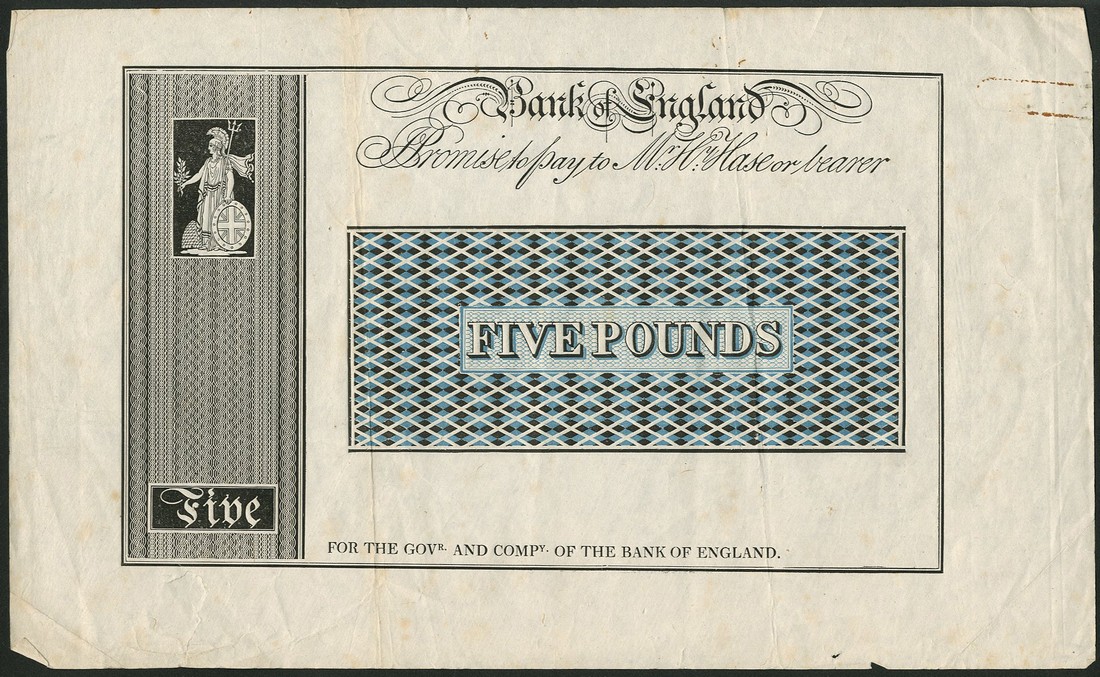 Bank of England
I Promise to pay to Mr. Hy. Hase or bearer
FIVE POUNDS
Five
FOR THE GOVR. AND COMPY. OF THE BANK OF ENGLAND.